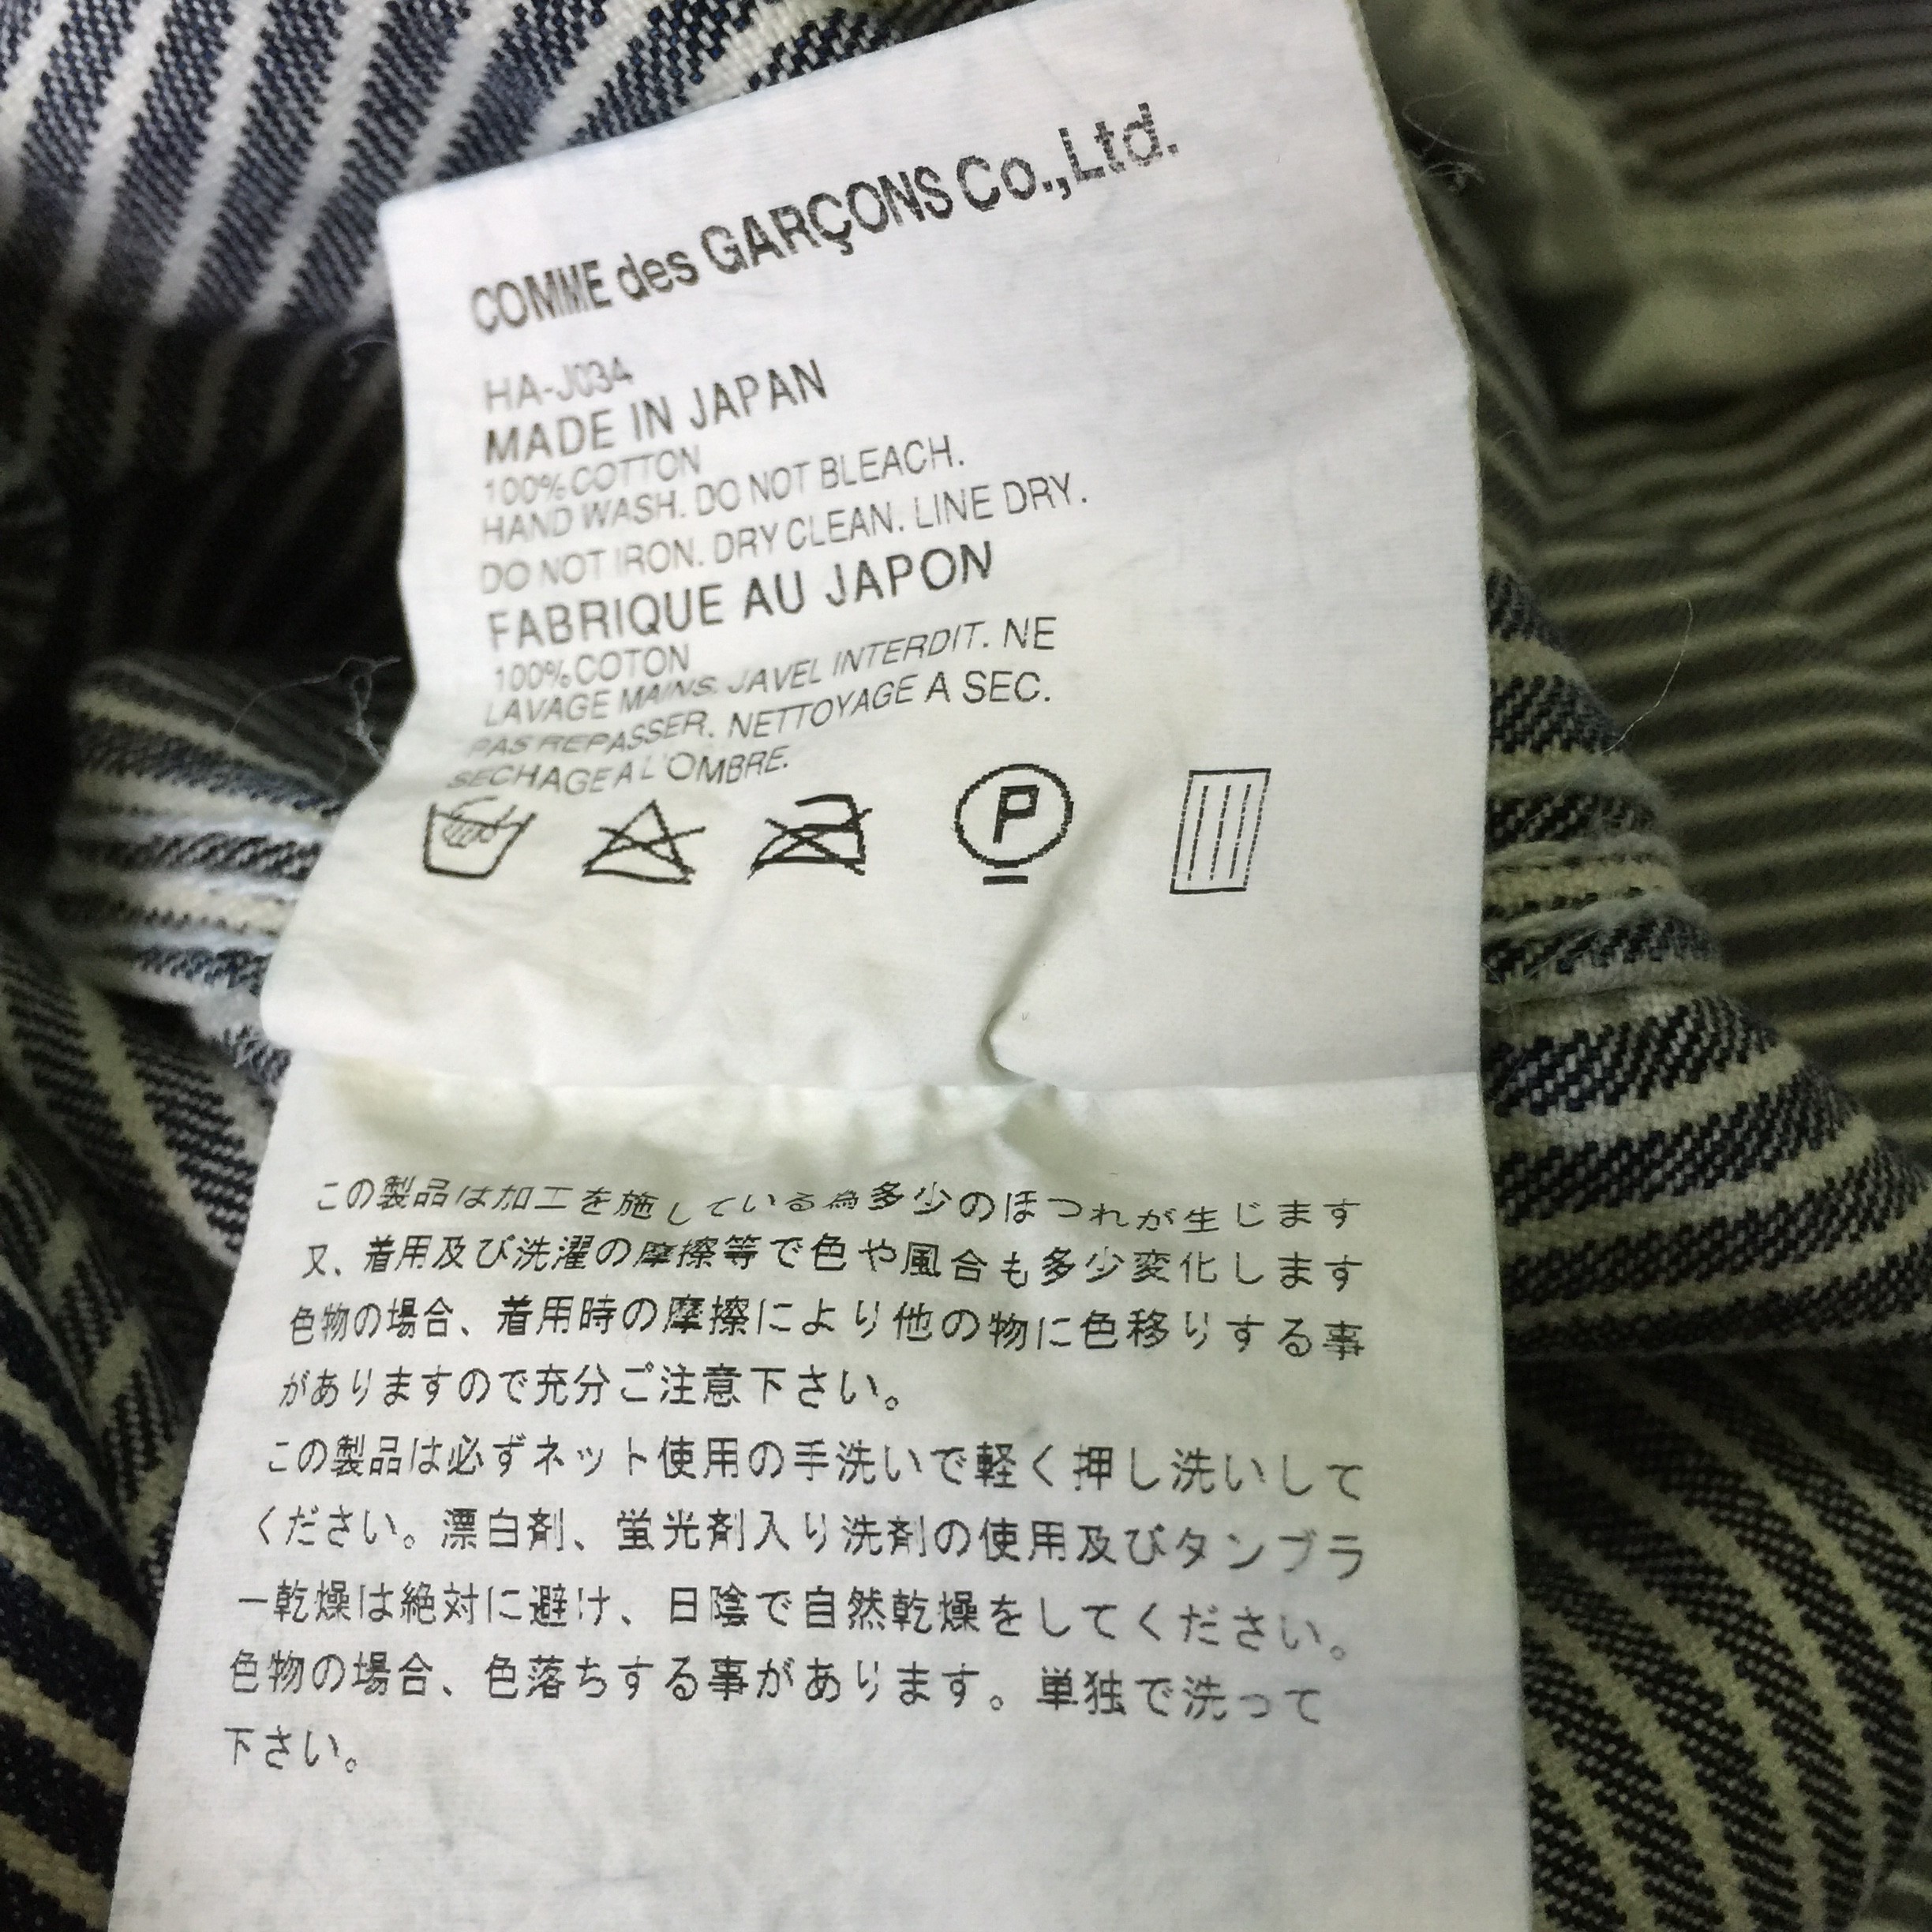 COMME des GARÇONS Co.,Ltd.
HA-J034
MADE IN JAPAN
100% COTTON
HAND WASH. DO NOT BLEACH.
DO NOT IRON. DRY CLEAN. LINE DRY.
FABRIQUE AU JAPON
100% COTON
LAVAGE MAINS. JAVEL INTERDIT. NE
PAS REPASSER. NETTOYAGE A SEC.
SECHAGE A L'OMBRE.
P
この製品は加工を施している為多少のほつれが生じます
又、着用及び洗濯の摩擦等で色や風合も多少変化します
色物の場合、着用時の摩擦により他の物に色移りする事
がありますので充分ご注意下さい。
この製品は必ずネット使用の手洗いで軽く押し洗いして
ください。漂白剤、蛍光剤入り洗剤の使用及びタンブラ
ー乾燥は絶対に避け、日陰で自然乾燥をしてください。
色物の場合、色落ちする事があります。単独で洗って
下さい。